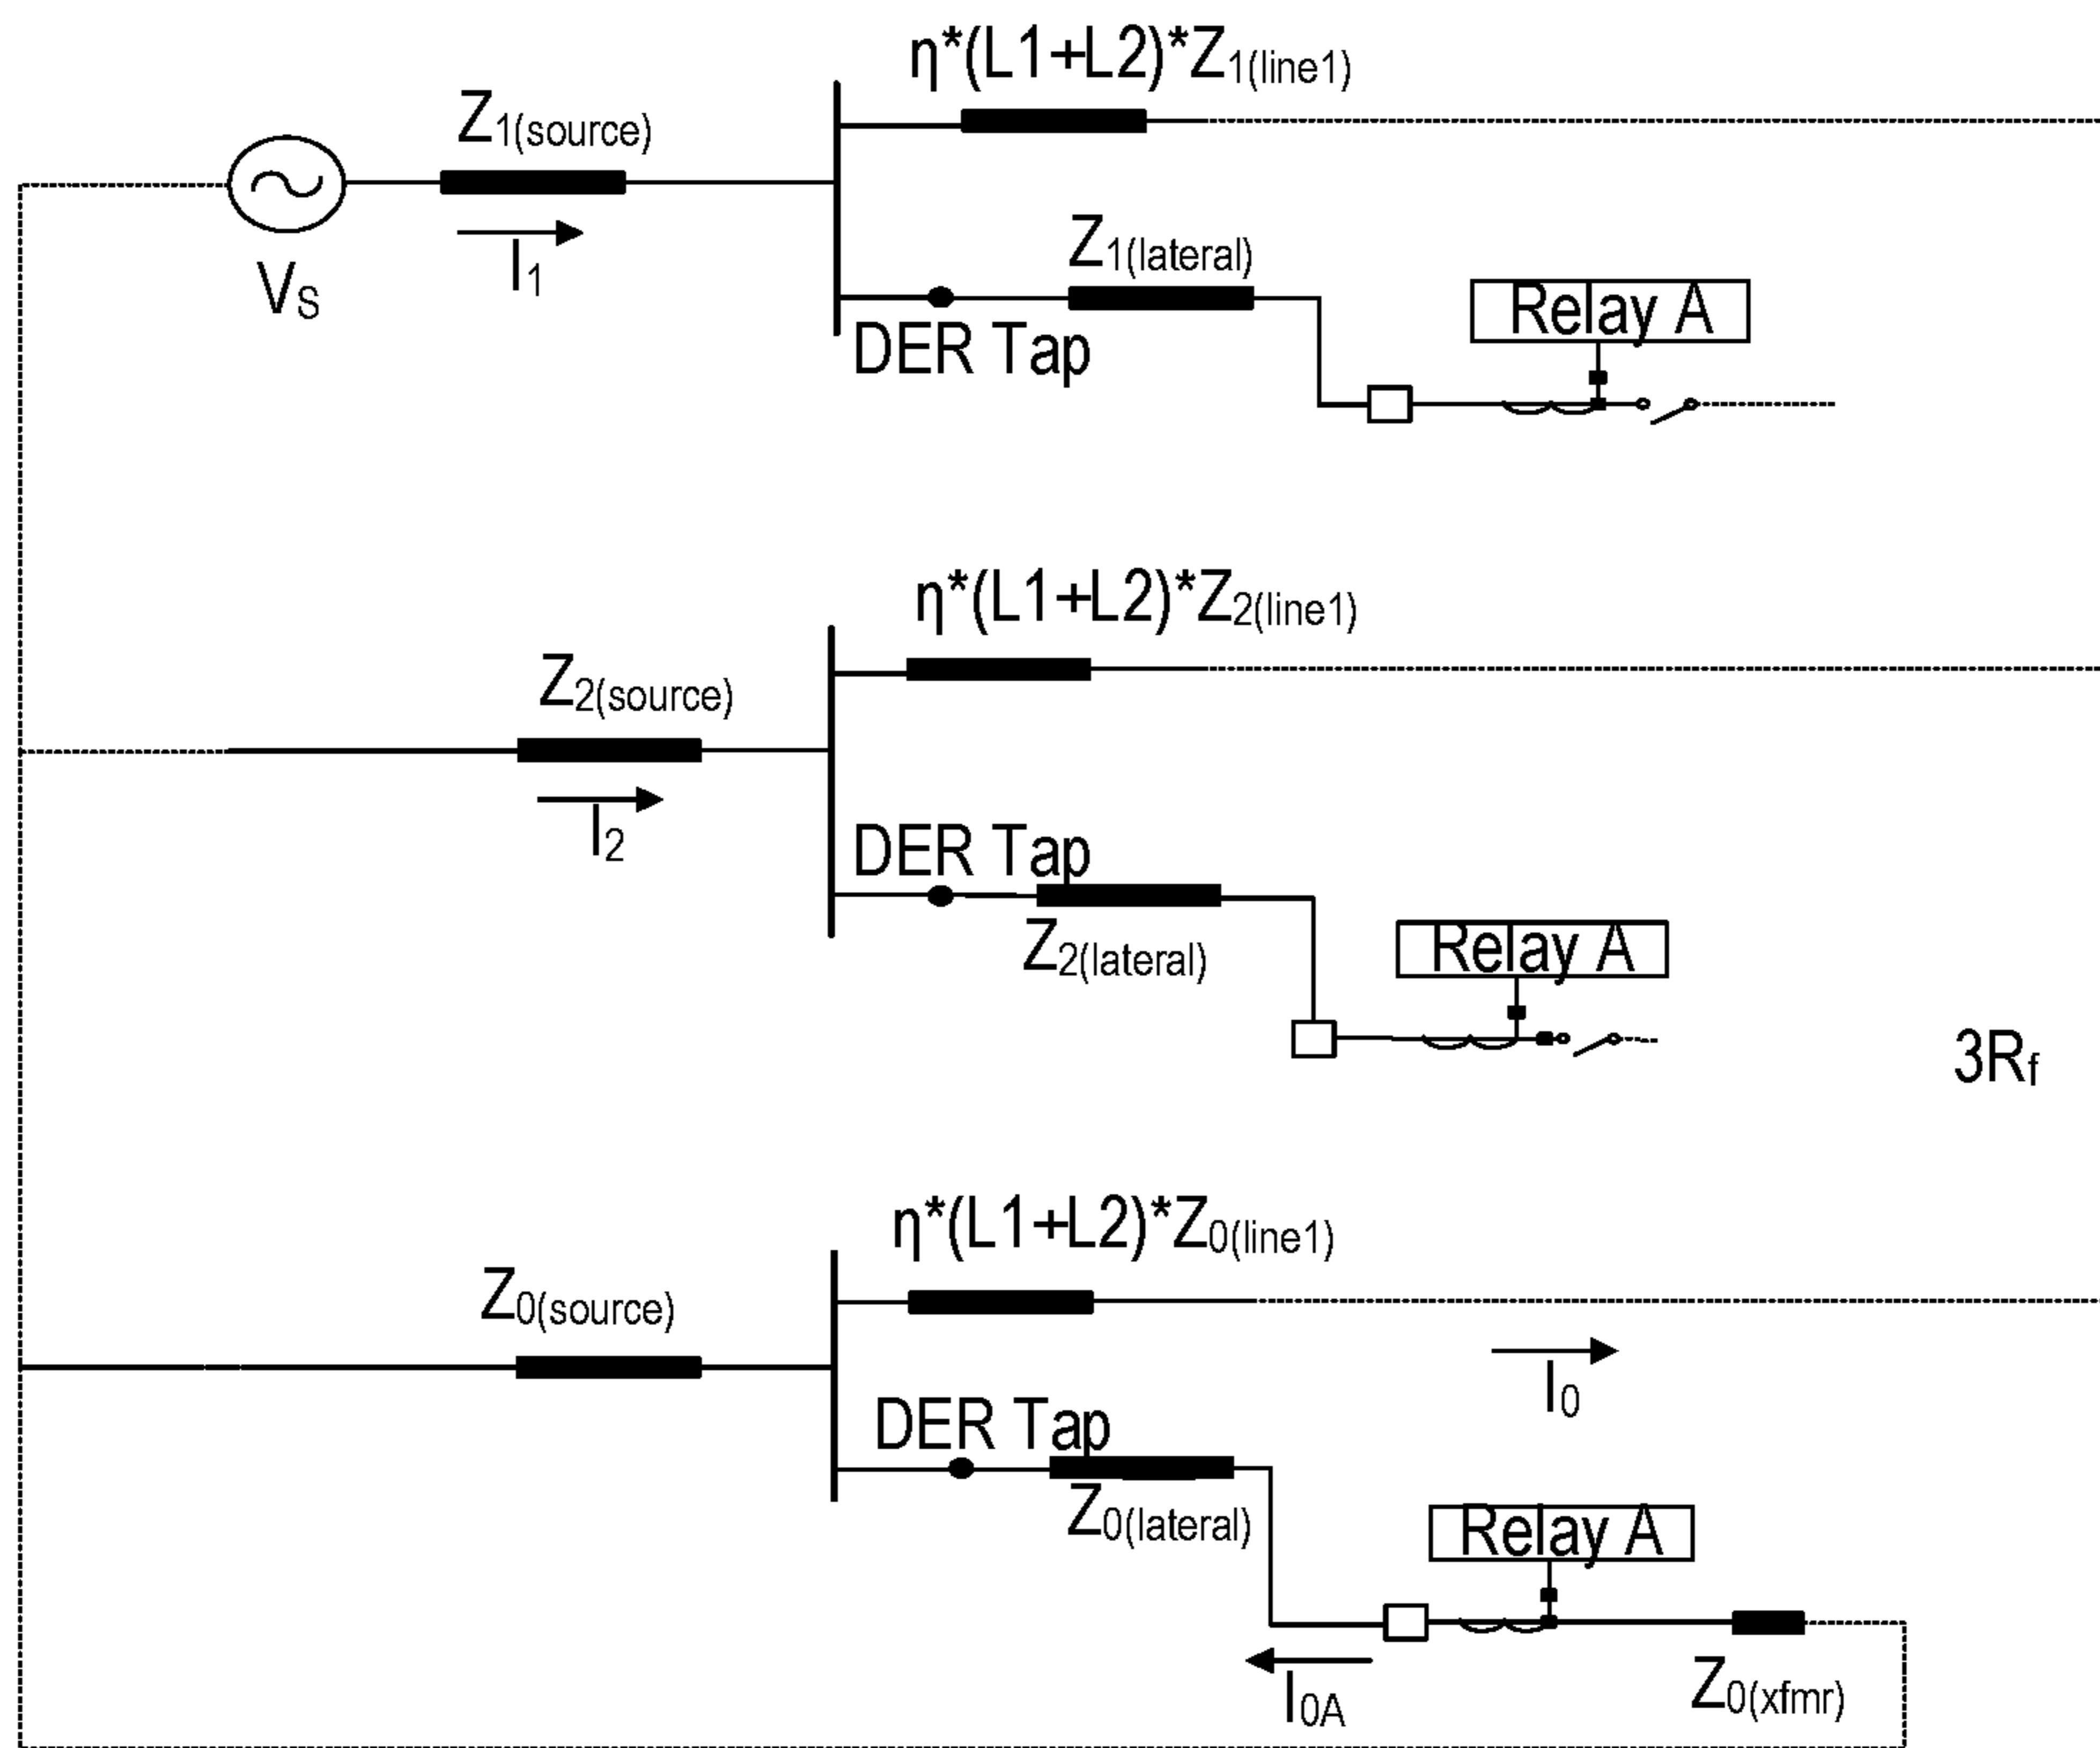 η*(L1+L2)*Z1(line1)
Z1(source)
I1
VS
Z1(lateral)
DER Tap
Relay A
η*(L1+L2)*Z2(line1)
Z2(source)
I2
DER Tap
Z2(lateral)
Relay A
3Rf
η*(L1+L2)*Z0(line1)
Z0(source)
I0
DER Tap
Z0(lateral)
Relay A
I0A
Z0(xfmr)